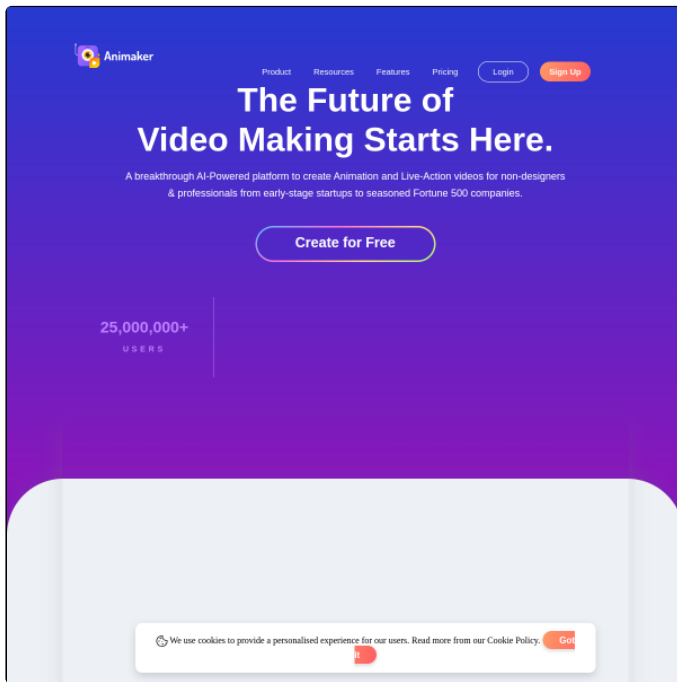 Animaker
Product Resources Features Pricing Login Sign Up
The Future of
Video Making Starts Here.
A breakthrough AI-Powered platform to create Animation and Live-Action videos for non-designers
& professionals from early-stage startups to seasoned Fortune 500 companies.
Create for Free
25,000,000+
USERS
We use cookies to provide a personalised experience for our users. Read more from our Cookie Policy. Got
it